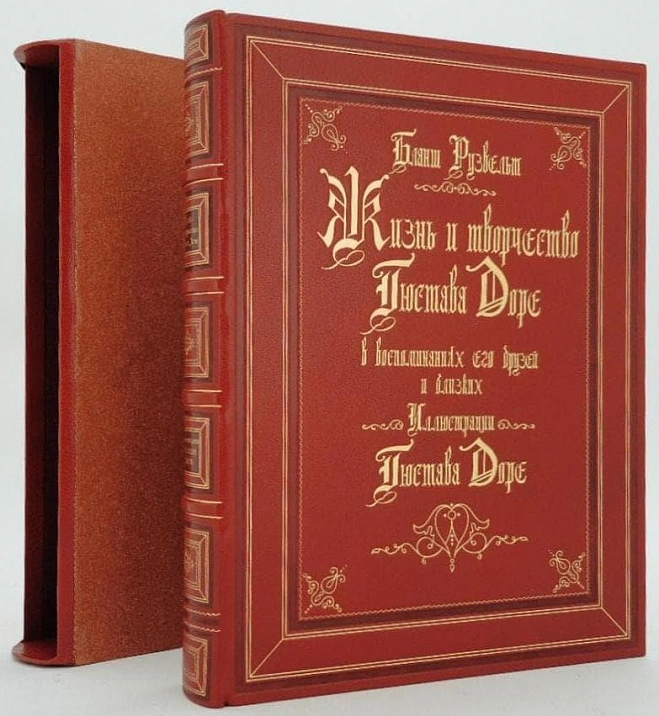 Бланш Рузвельт
Жизнь и творчество
Гюстава Доре
в воспоминаниях его друзей
и близких
Иллюстрации
Гюстава Доре